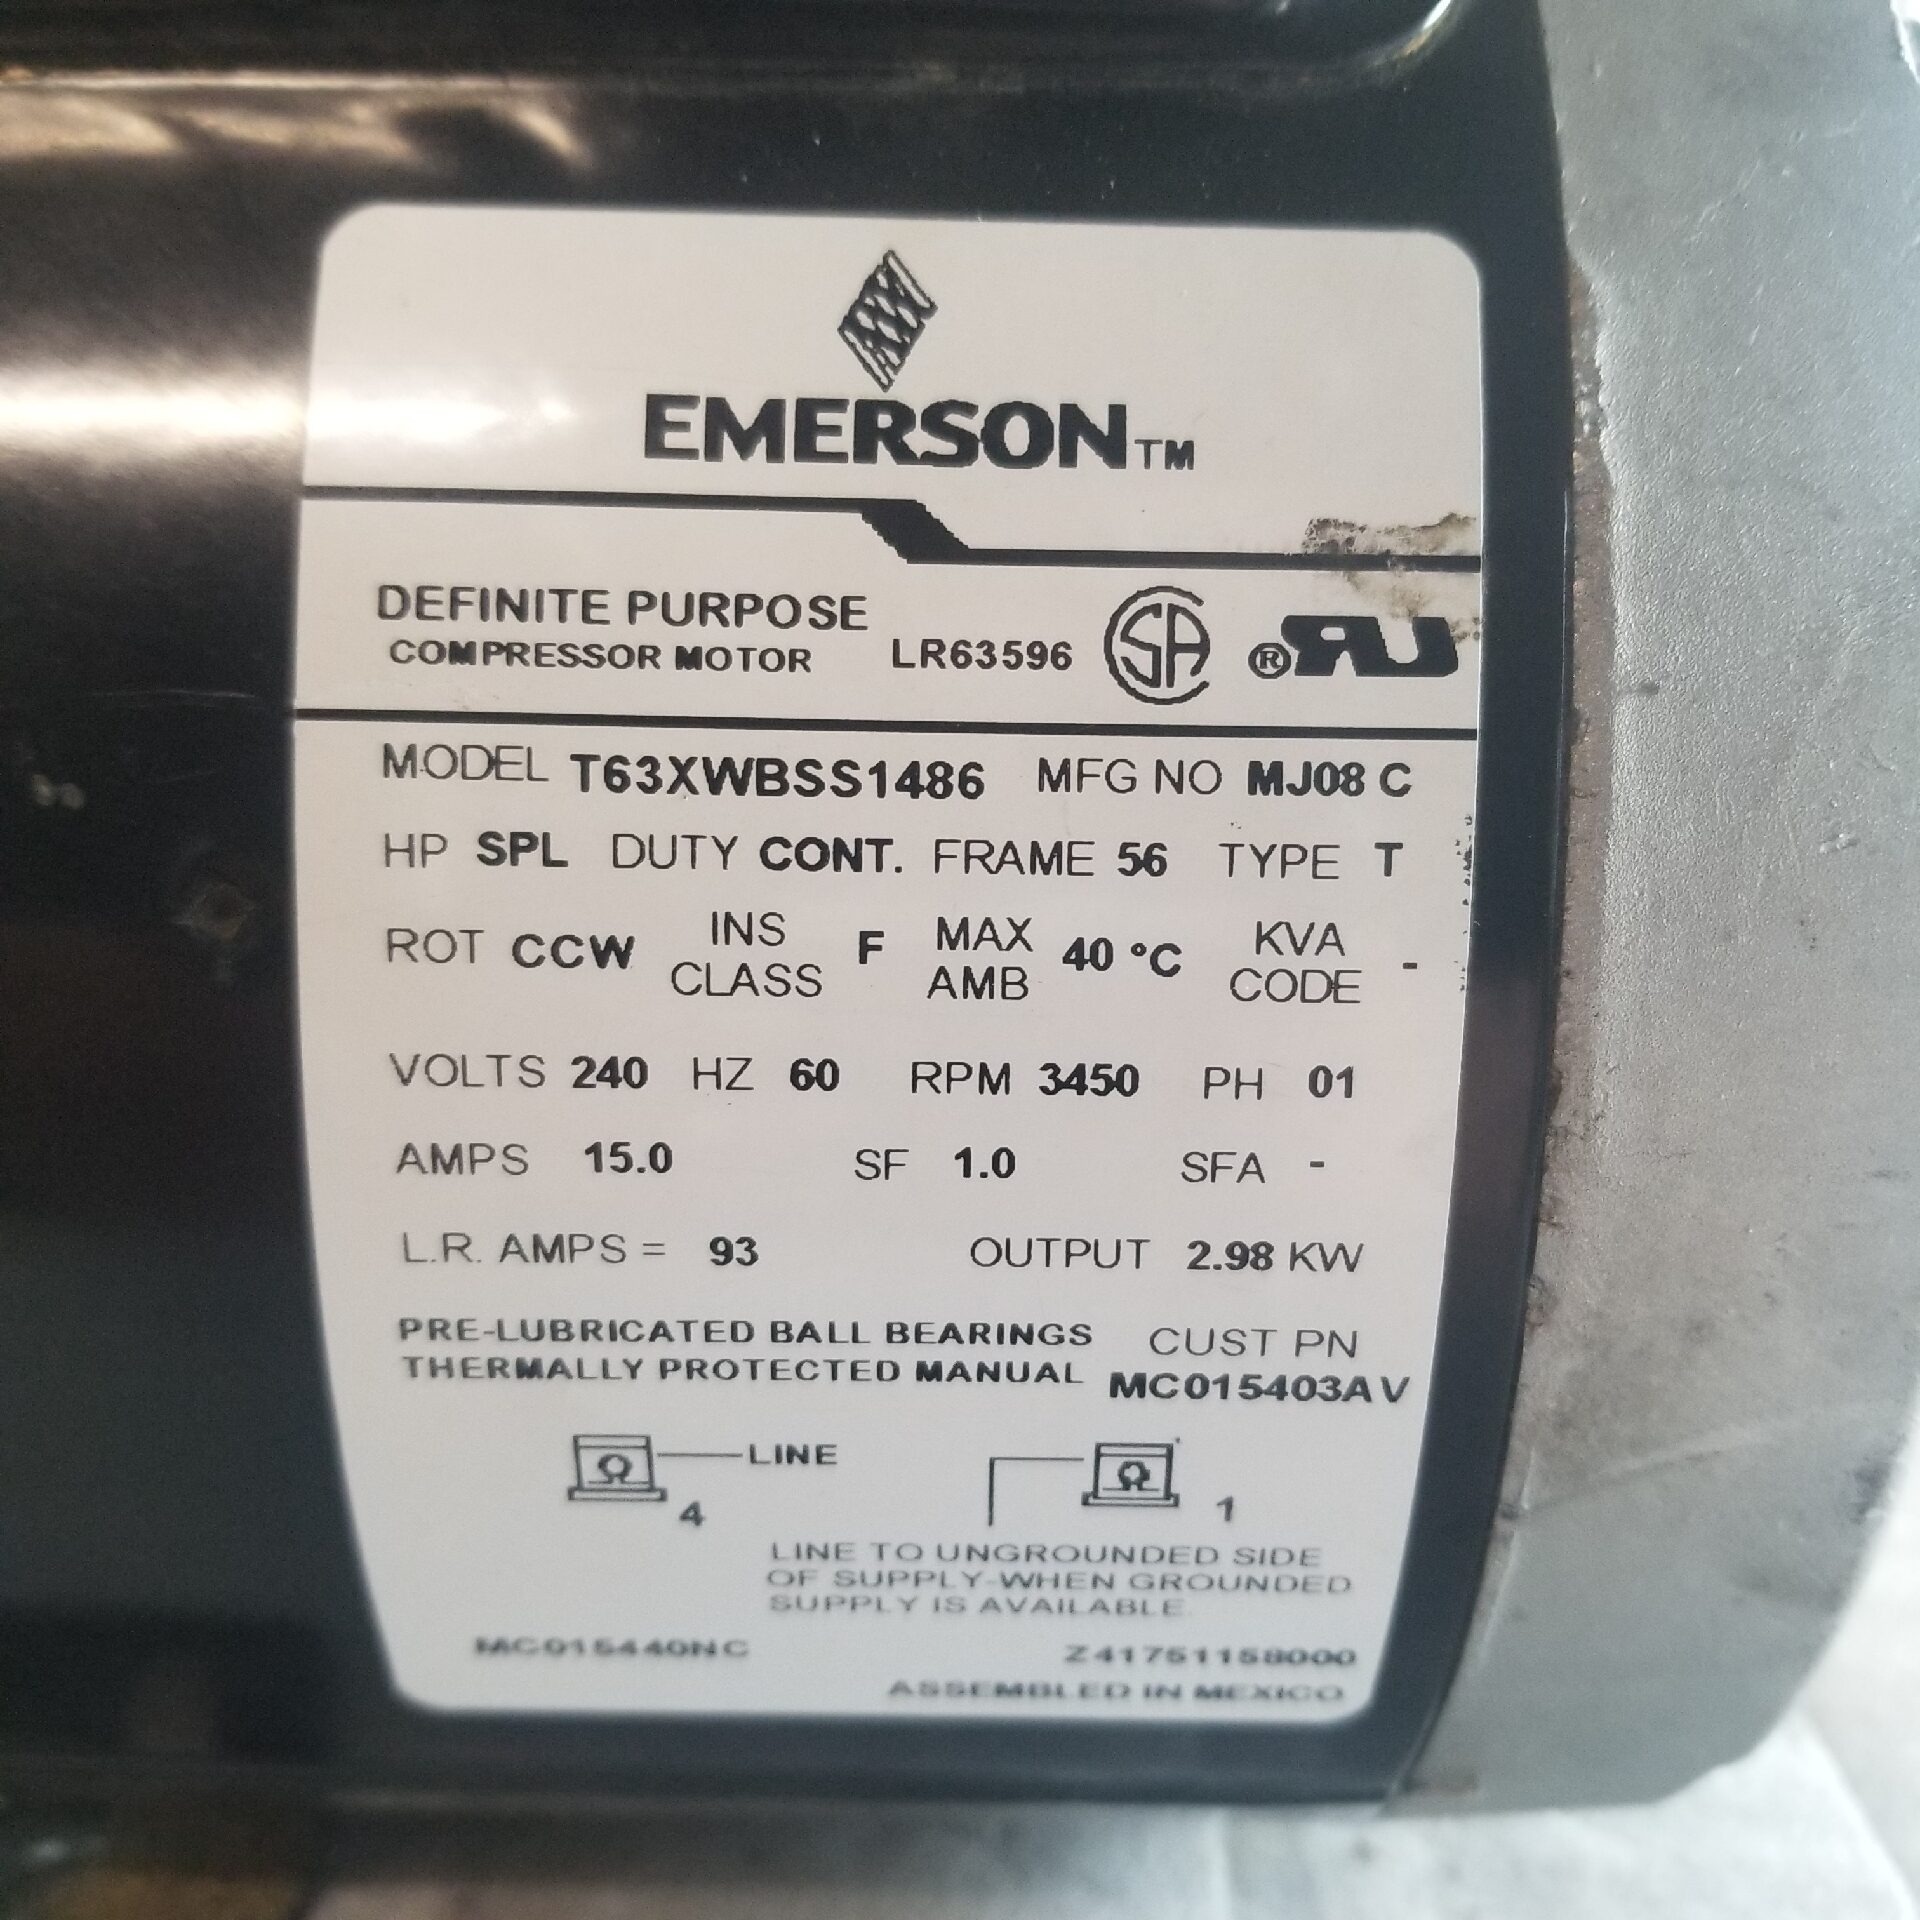 EMERSON™
DEFINITE PURPOSE
COMPRESSOR MOTOR LR63596 SA ® RU
MODEL T63XWBSS1486 MFG NO MJ08 C
HP SPL DUTY CONT. FRAME 56 TYPE T
ROT CCW INS CLASS F MAX AMB 40 °C KVA CODE -
VOLTS 240 HZ 60 RPM 3450 PH 01
AMPS 15.0 SF 1.0 SFA -
L.R. AMPS = 93 OUTPUT 2.98 KW
PRE-LUBRICATED BALL BEARINGS CUST PN
THERMALLY PROTECTED MANUAL MC015403AV
LINE
4 1
LINE TO UNGROUNDED SIDE
OF SUPPLY-WHEN GROUNDED
SUPPLY IS AVAILABLE
MC015440NC Z41751158000
ASSEMBLED IN MEXICO